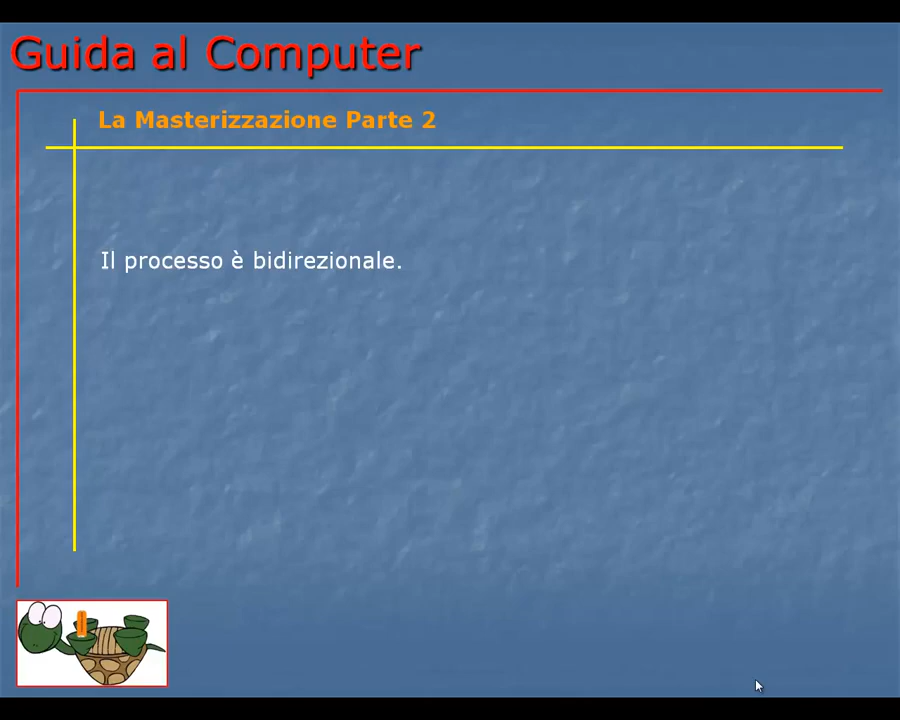 Guida al Computer
La Masterizzazione Parte 2
Il processo è bidirezionale.